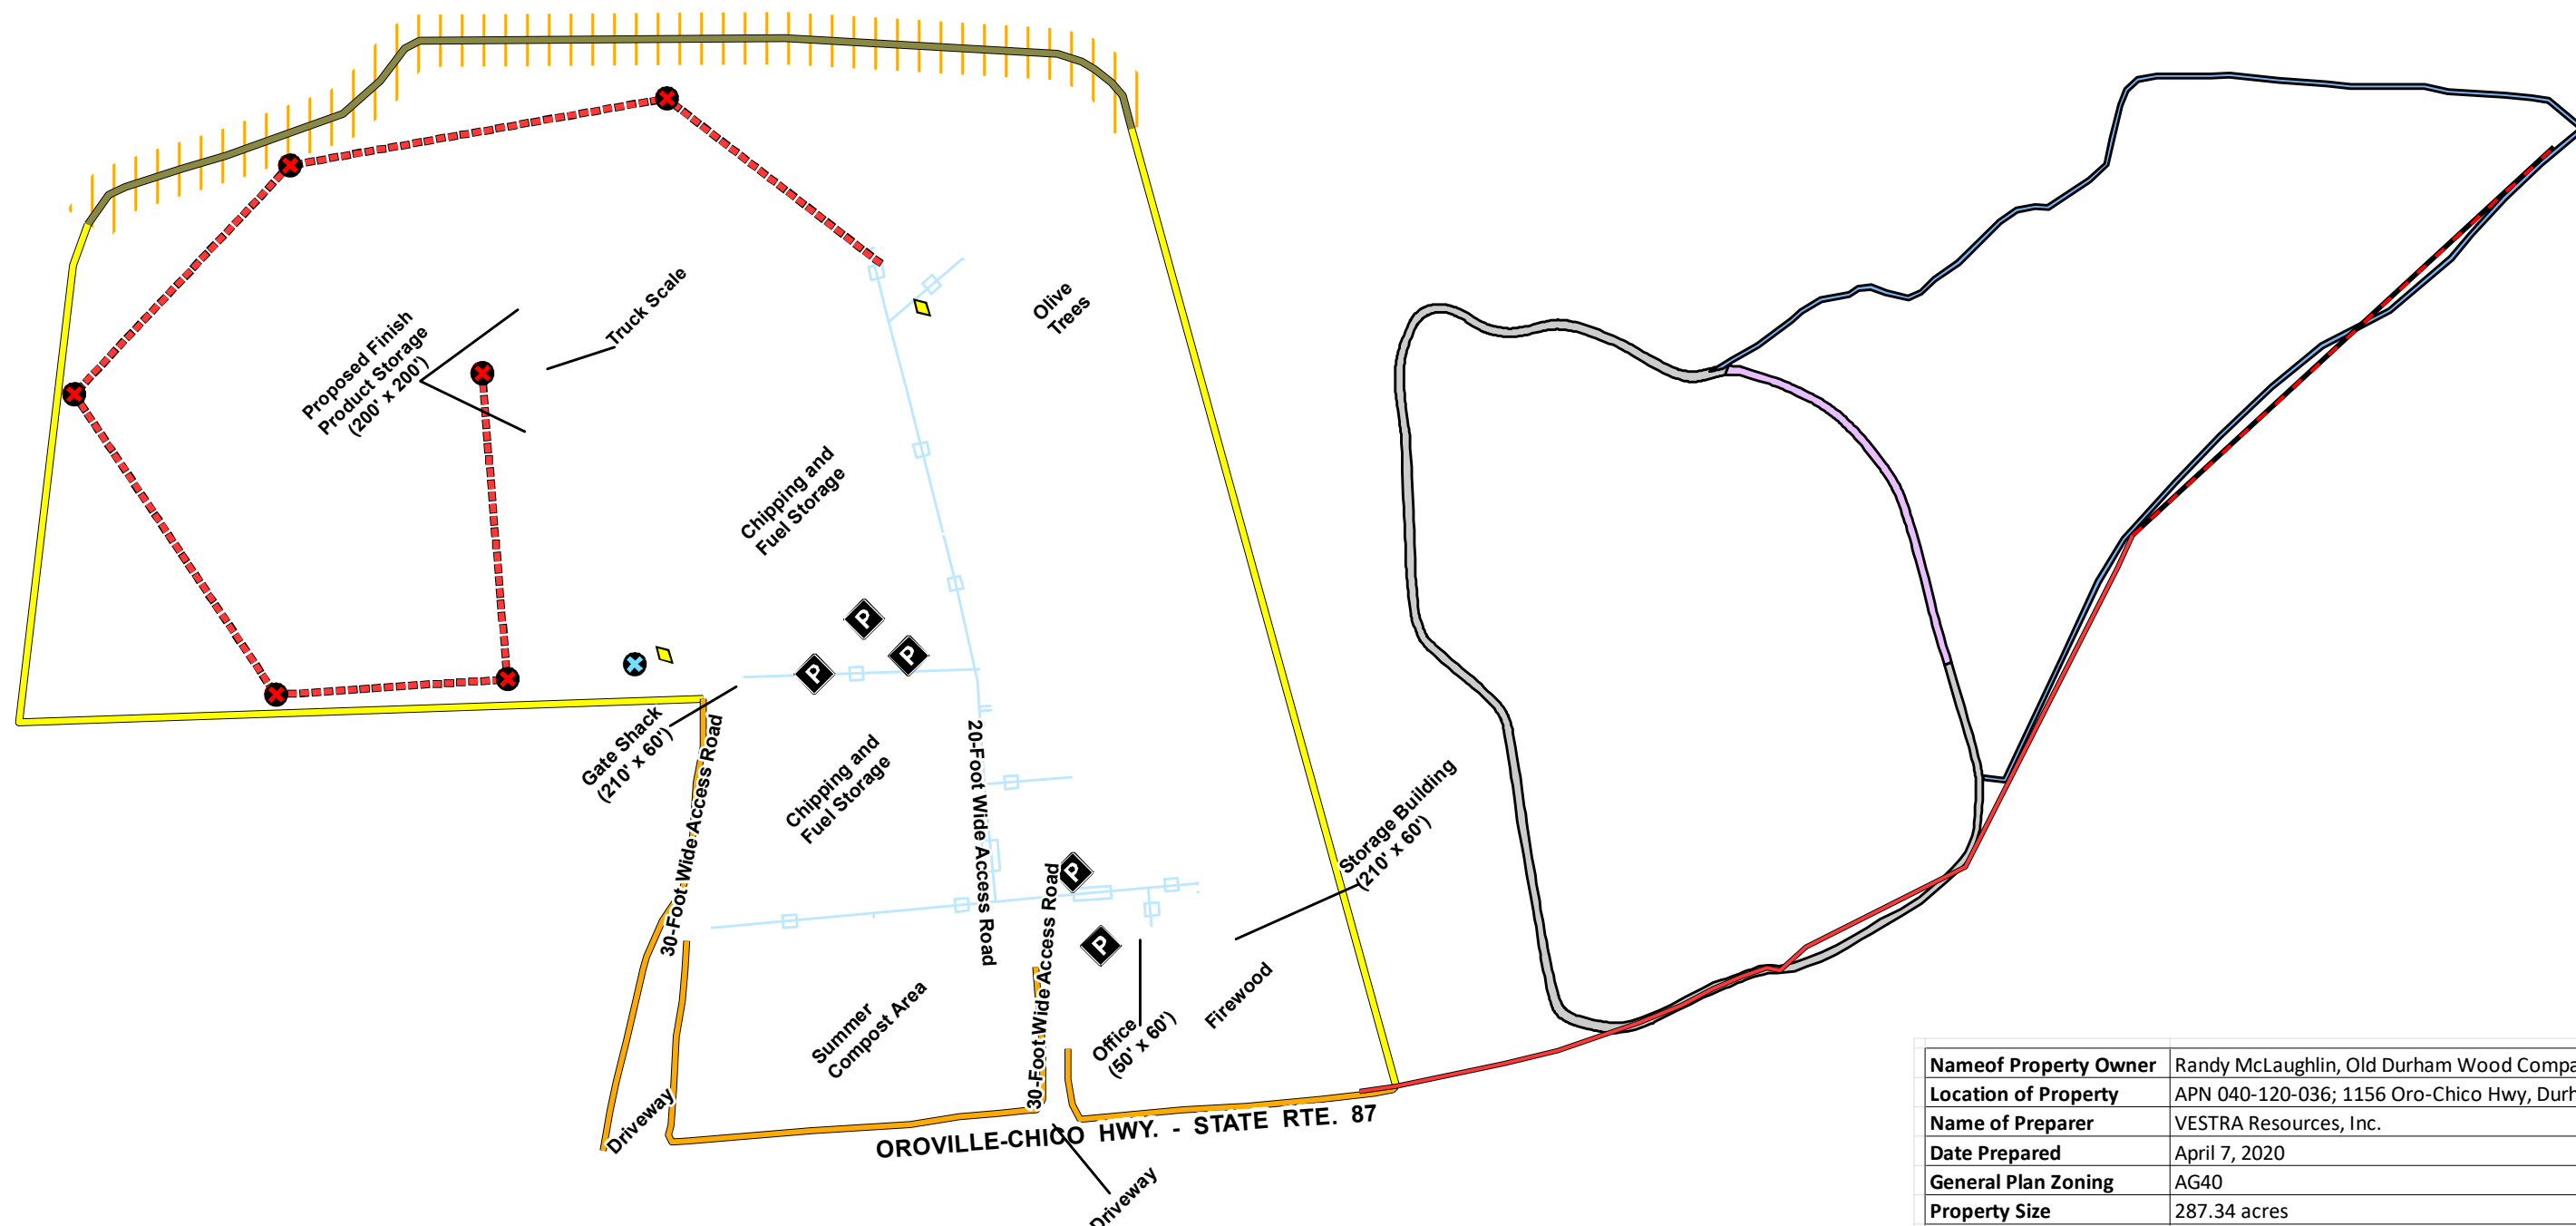 Proposed Finish
Product Storage
(200' x 200')
Truck Scale
Olive
Trees
Chipping and
Fuel Storage
P
P
P
Gate Shack
(210' x 60')
30-Foot Wide Access Road
Chipping and
Fuel Storage
20-Foot Wide Access Road
Storage Building
(210' x 60')
P
P
30-Foot Wide Access Road
Summer
Compost Area
Office
(50' x 60')
Firewood
Driveway
OROVILLE-CHICO HWY. - STATE RTE. 87
Driveway
Nameof Property Owner Randy McLaughlin, Old Durham Wood Compa
Location of Property APN 040-120-036; 1156 Oro-Chico Hwy, Durh
Name of Preparer VESTRA Resources, Inc.
Date Prepared April 7, 2020
General Plan Zoning AG40
Property Size 287.34 acres